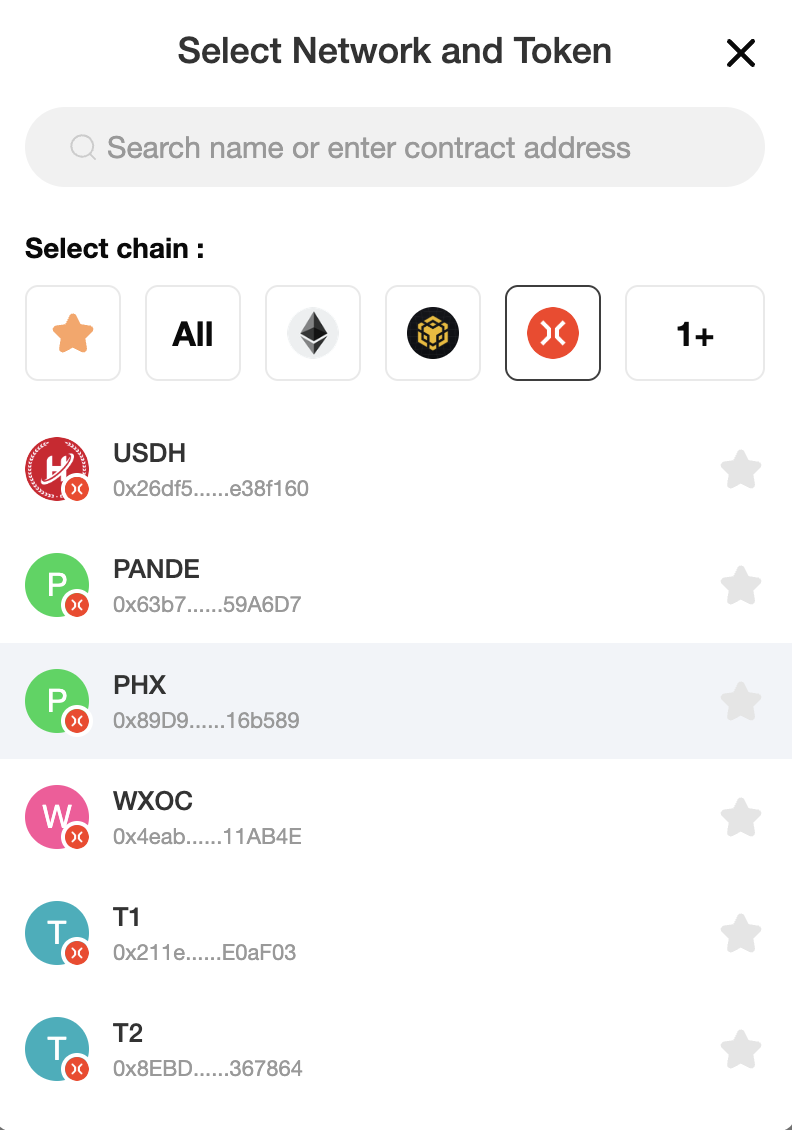 Select Network and Token
Search name or enter contract address
Select chain :
All
1+
H
USDH
0x26df5......e38f160
P
PANDE
0x63b7......59A6D7
P
PHX
0x89D9......16b589
W
WXOC
0x4eab......11AB4E
T
T1
0x211e......E0aF03
T
T2
0x8EBD......367864